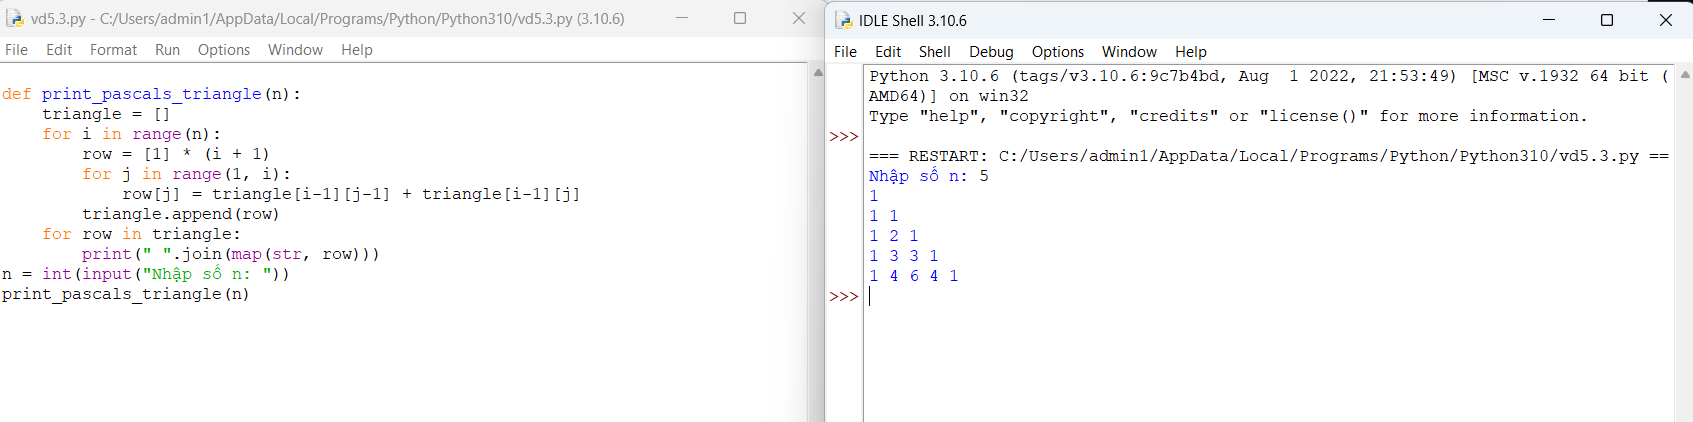 vd5.3.py - C:/Users/admin1/AppData/Local/Programs/Python/Python310/vd5.3.py (3.10.6)
File Edit Format Run Options Window Help
def print_pascals_triangle(n):
    triangle = []
    for i in range(n):
        row = [1] * (i + 1)
        for j in range(1, i):
            row[j] = triangle[i-1][j-1] + triangle[i-1][j]
        triangle.append(row)
    for row in triangle:
        print(" ".join(map(str, row)))
n = int(input("Nhập số n: "))
print_pascals_triangle(n)
IDLE Shell 3.10.6
File Edit Shell Debug Options Window Help
Python 3.10.6 (tags/v3.10.6:9c7b4bd, Aug  1 2022, 21:53:49) [MSC v.1932 64 bit (
AMD64)] on win32
Type "help", "copyright", "credits" or "license()" for more information.
>>>
=== RESTART: C:/Users/admin1/AppData/Local/Programs/Python/Python310/vd5.3.py ==
Nhập số n: 5
1
1 1
1 2 1
1 3 3 1
1 4 6 4 1
>>>